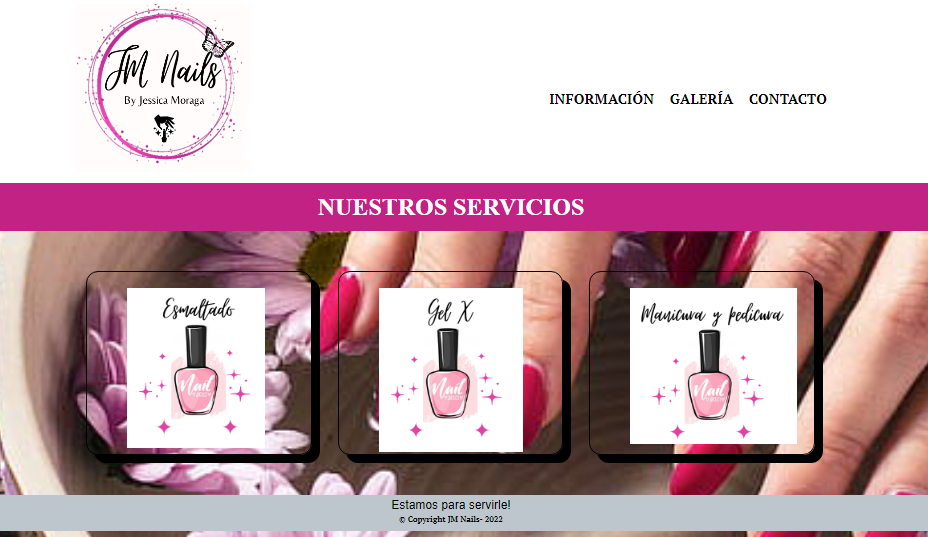 JM Nails
By Jessica Moraga
INFORMACIÓN GALERÍA CONTACTO
NUESTROS SERVICIOS
Esmaltado
Nail
Gel X
Nail
Manicura y pedicura
Nail
Estamos para servirle!
© Copyright JM Nails- 2022